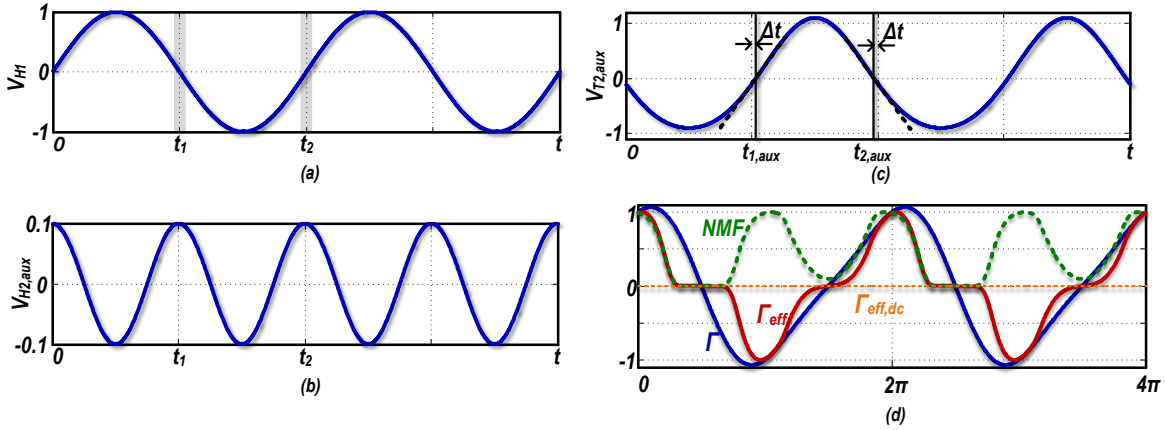 1
V_H1
0
-1
0
t_1
t_2
t
(a)
0.1
V_H2,aux
-0.1
0
t_1
t_2
t
(b)
1
Δt
Δt
V_T2,aux
0
-1
0
t_1,aux
t_2,aux
t
(c)
1
NMF
0
Γ_eff
Γ_eff,dc
Γ
-1
0
2π
4π
(d)